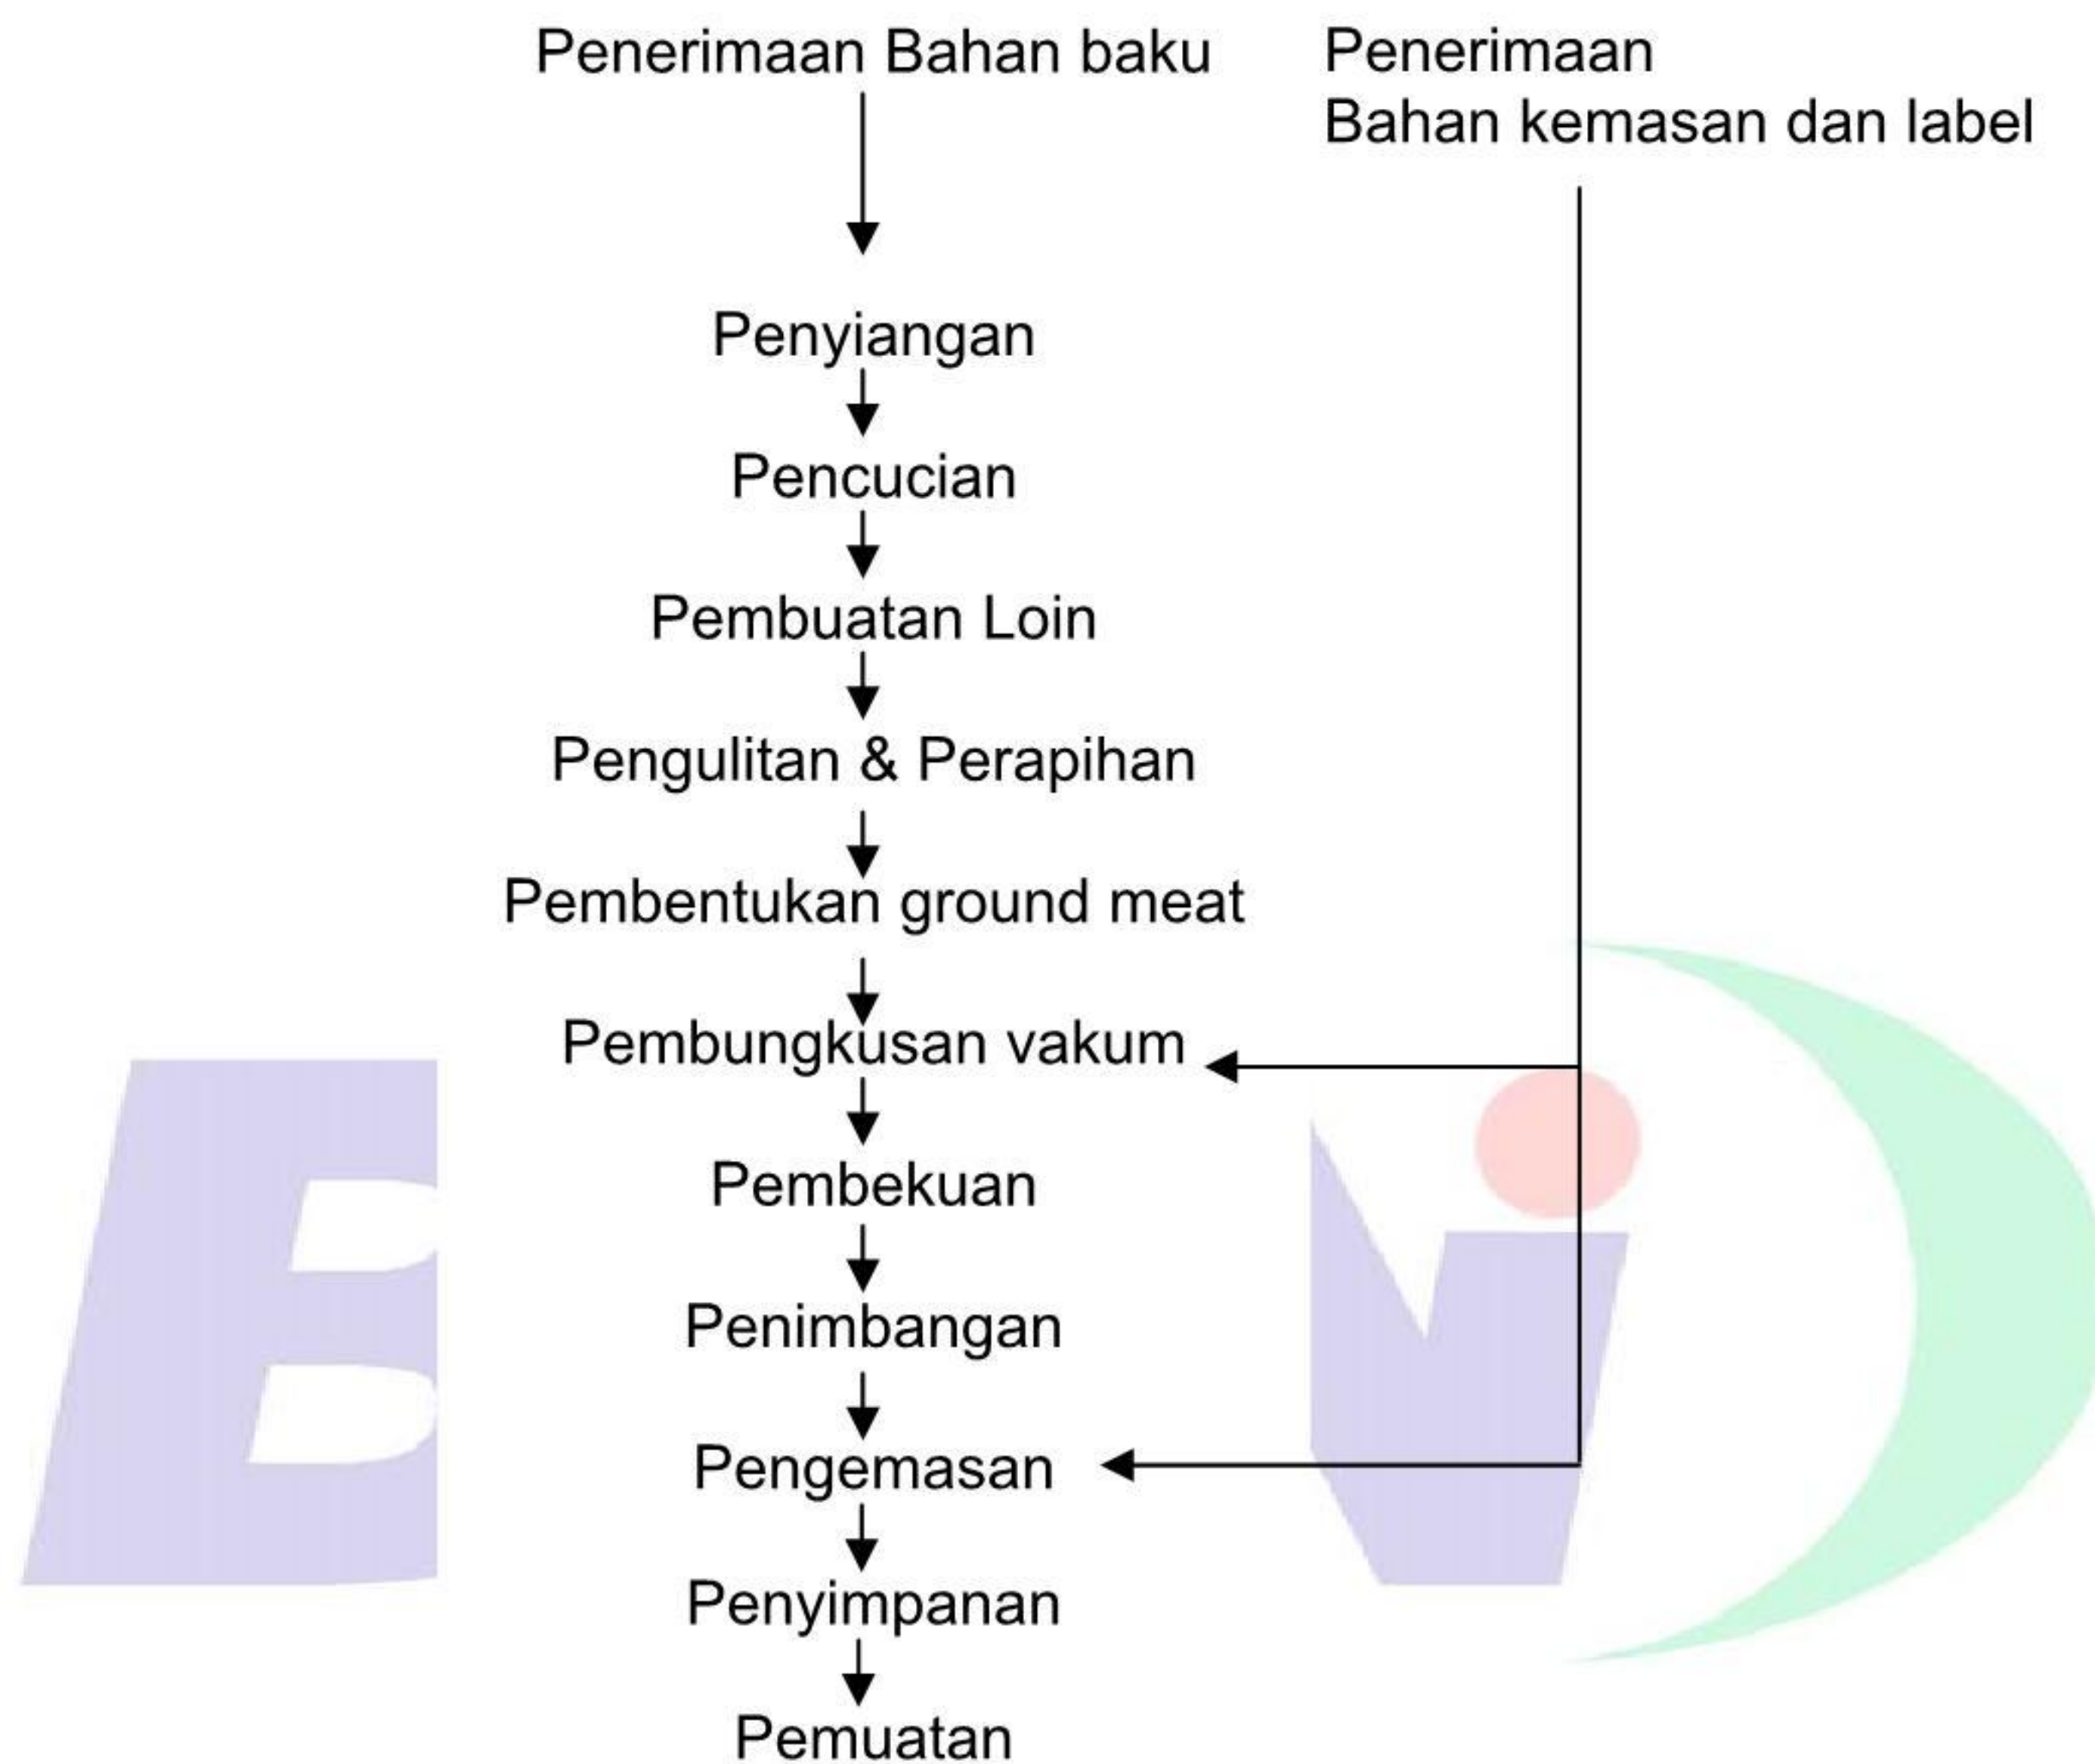 Penerimaan Bahan baku
Penerimaan
Bahan kemasan dan label
Penyiangan
Pencucian
Pembuatan Loin
Pengulitan & Perapihan
Pembentukan ground meat
Pembungkusan vakum
Pembekuan
Penimbangan
Pengemasan
Penyimpanan
Pemuatan